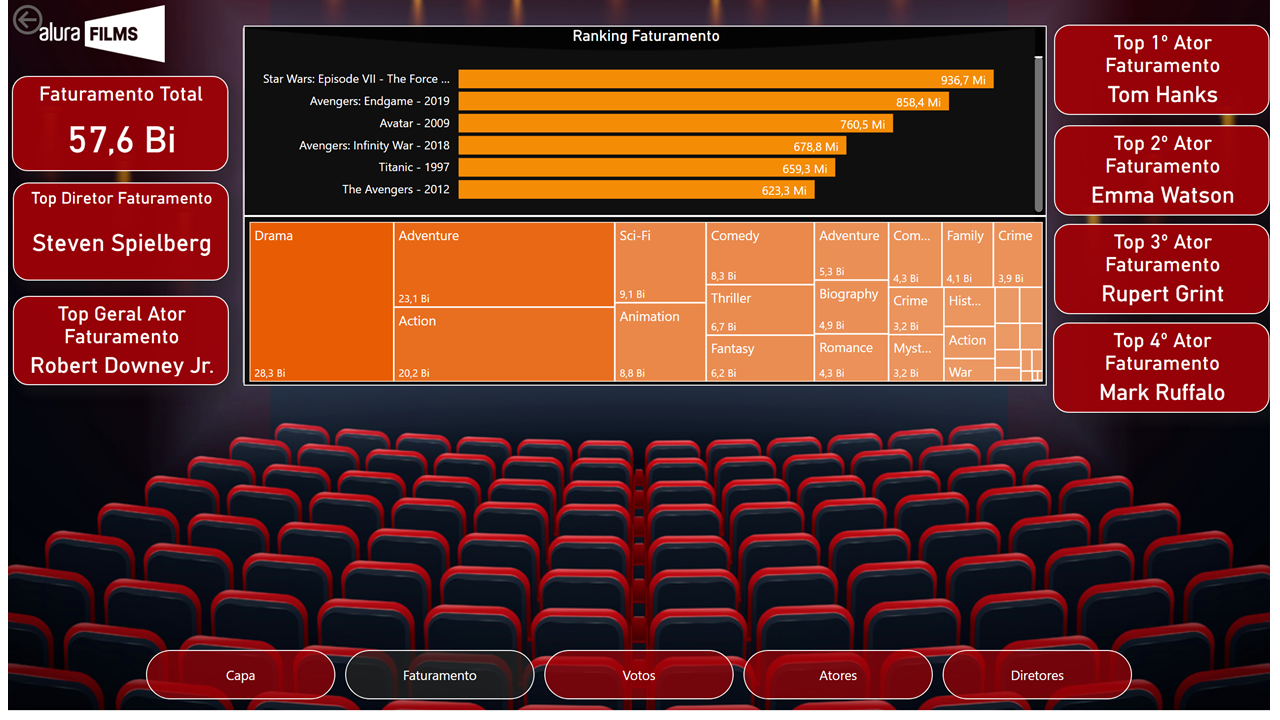 alura FILMS
Faturamento Total
57,6 Bi
Top Diretor Faturamento
Steven Spielberg
Top Geral Ator
Faturamento
Robert Downey Jr.
Ranking Faturamento
Star Wars: Episode VII - The Force ...
936,7 Mi
Avengers: Endgame - 2019
858,4 Mi
Avatar - 2009
760,5 Mi
Avengers: Infinity War - 2018
678,8 Mi
Titanic - 1997
659,3 Mi
The Avengers - 2012
623,3 Mi
Drama
28,3 Bi
Adventure
23,1 Bi
Action
20,2 Bi
Sci-Fi
9,1 Bi
Animation
8,8 Bi
Comedy
8,3 Bi
Thriller
6,7 Bi
Fantasy
6,2 Bi
Adventure
5,3 Bi
Biography
4,9 Bi
Romance
4,3 Bi
Com...
4,3 Bi
Family
4,1 Bi
Crime
3,9 Bi
Crime
3,2 Bi
Myst...
3,2 Bi
Hist...
Action
War
Top 1º Ator
Faturamento
Tom Hanks
Top 2º Ator
Faturamento
Emma Watson
Top 3º Ator
Faturamento
Rupert Grint
Top 4º Ator
Faturamento
Mark Ruffalo
Capa
Faturamento
Votos
Atores
Diretores